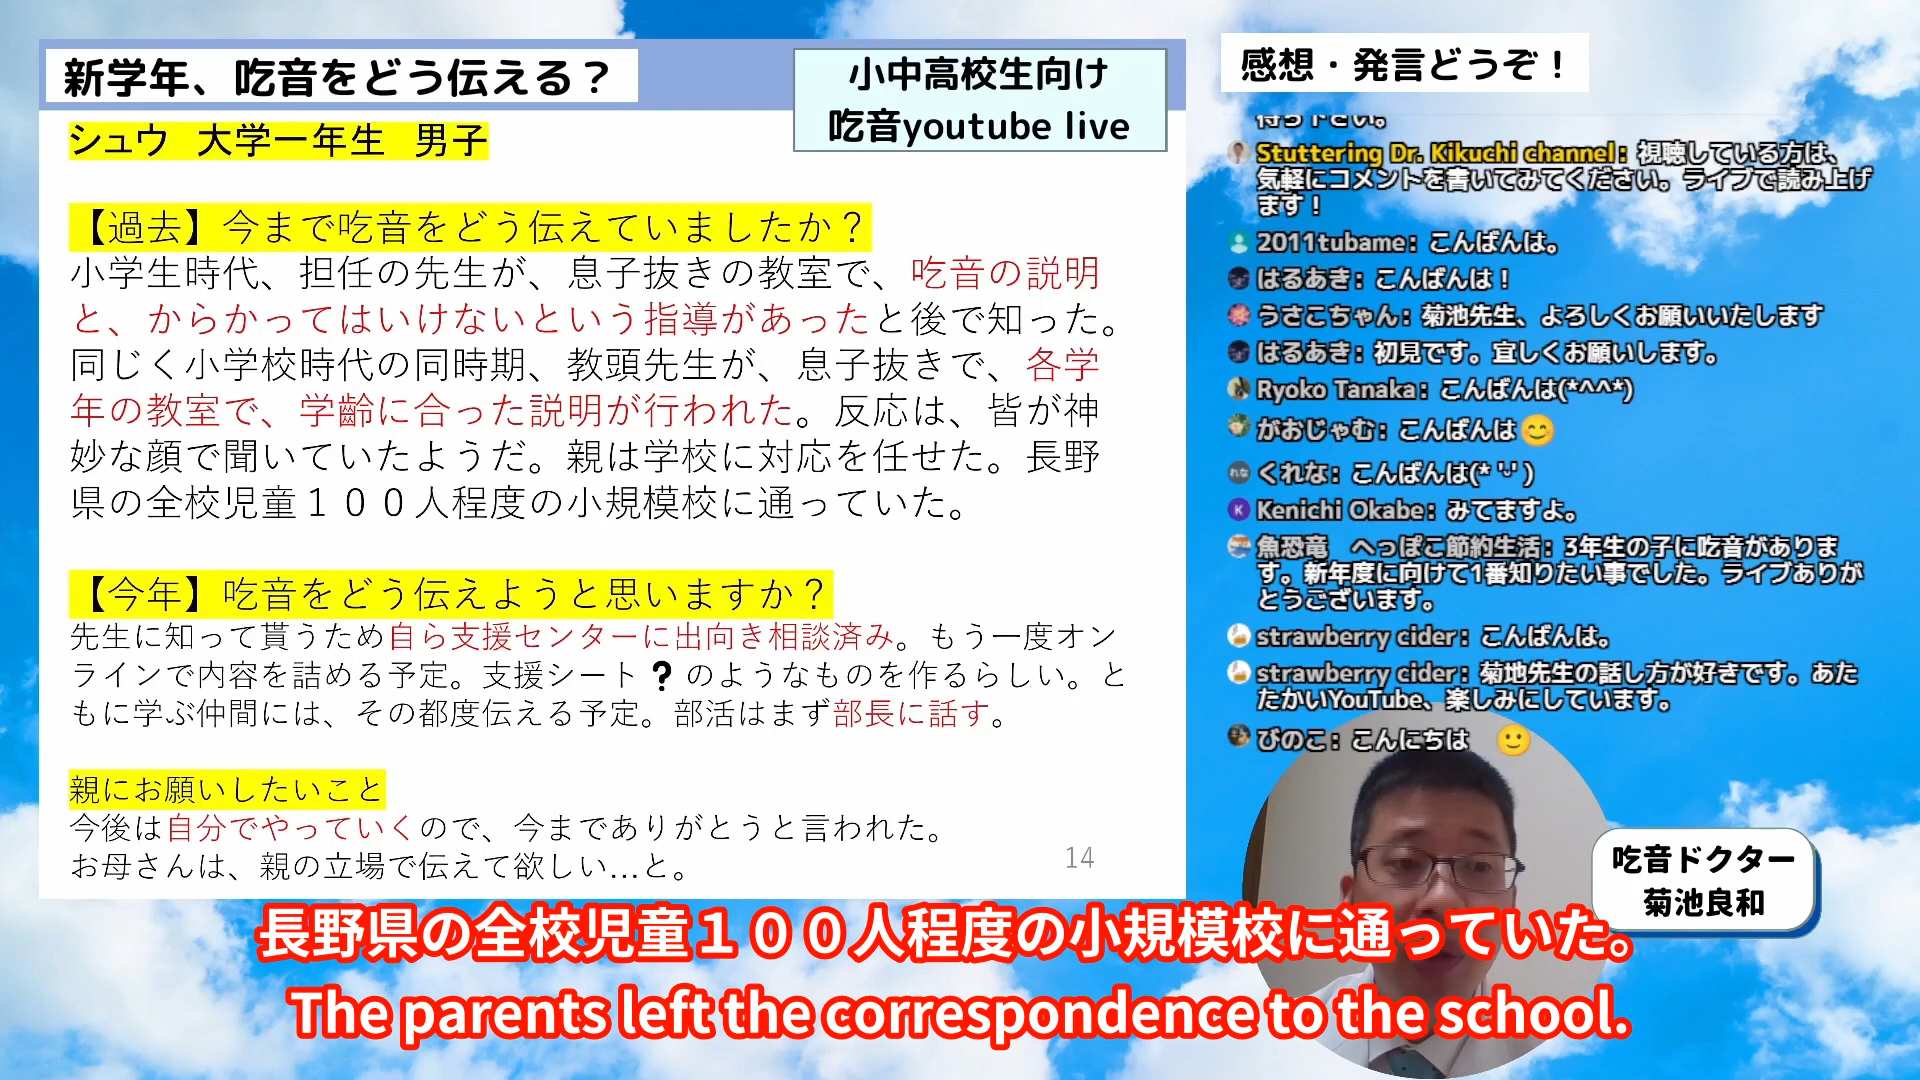 新学年、吃音をどう伝える？
小中高校生向け
吃音youtube live
シュウ　大学一年生　男子
【過去】今まで吃音をどう伝えていましたか？
小学生時代、担任の先生が、息子抜きの教室で、吃音の説明
と、からかってはいけないという指導があったと後で知った。
同じく小学校時代の同時期、教頭先生が、息子抜きで、各学
年の教室で、学齢に合った説明が行われた。反応は、皆が神
妙な顔で聞いていたようだ。親は学校に対応を任せた。長野
県の全校児童１００人程度の小規模校に通っていた。
【今年】吃音をどう伝えようと思いますか？
先生に知って貰うため自ら支援センターに出向き相談済み。もう一度オン
ラインで内容を詰める予定。支援シート❓のようなものを作るらしい。と
もに学ぶ仲間には、その都度伝える予定。部活はまず部長に話す。
親にお願いしたいこと
今後は自分でやっていくので、今までありがとうと言われた。
お母さんは、親の立場で伝えて欲しい…と。
14
感想・発言どうぞ！
待ち下さい。
Stuttering Dr. Kikuchi channel: 視聴している方は、
気軽にコメントを書いてみてください。ライブで読み上げ
ます！
2011tubame: こんばんは。
はるあき: こんばんは！
うさこちゃん: 菊池先生、よろしくお願いいたします
はるあき: 初見です。宜しくお願いします。
Ryoko Tanaka: こんばんは(*^^*)
がおじゃむ: こんばんは😊
れな くれな: こんばんは(* 'ᵕ' )
K Kenichi Okabe: みてますよ。
魚恐竜　へっぽこ節約生活: 3年生の子に吃音がありま
す。新年度に向けて1番知りたい事でした。ライブありが
とうございます。
strawberry cider: こんばんは。
strawberry cider: 菊地先生の話し方が好きです。あた
たかいYouTube、楽しみにしています。
びのこ: こんにちは　🙂
吃音ドクター
菊池良和
長野県の全校児童１００人程度の小規模校に通っていた。
The parents left the correspondence to the school.